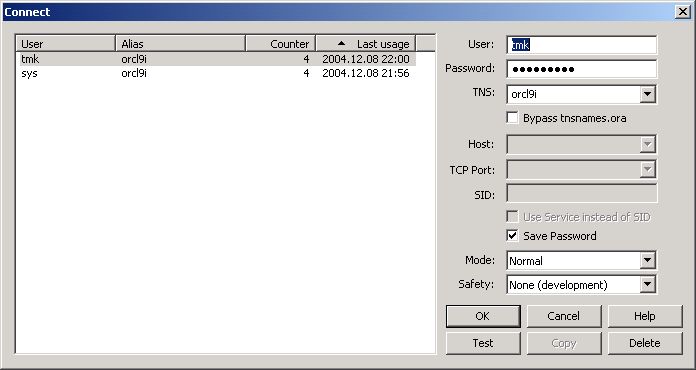 Connect
User Alias Counter Last usage
tmk orcl9i 4 2004.12.08 22:00
sys orcl9i 4 2004.12.08 21:56
User: tmk
Password: ●●●●●●●●●
TNS: orcl9i
Bypass tnsnames.ora
Host:
TCP Port:
SID:
Use Service instead of SID
Save Password
Mode: Normal
Safety: None (development)
OK Cancel Help
Test Copy Delete